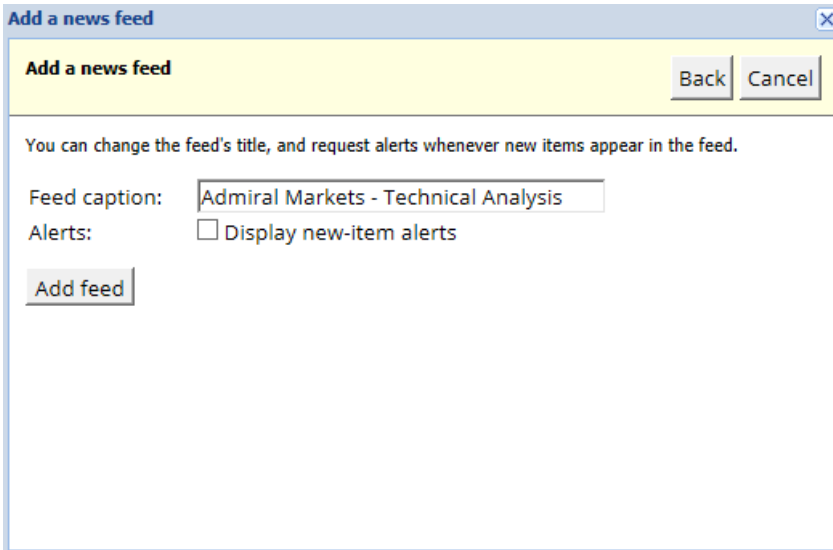 Add a news feed
Add a news feed
Back Cancel
You can change the feed's title, and request alerts whenever new items appear in the feed.
Feed caption: Admiral Markets - Technical Analysis
Alerts: Display new-item alerts
Add feed